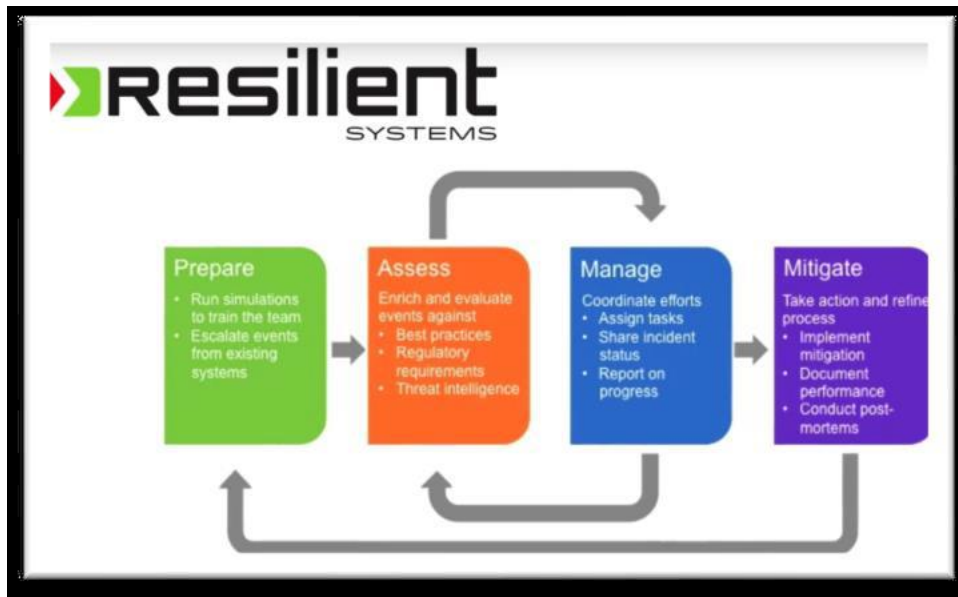 Resilient
SYSTEMS
Prepare
• Run simulations
to train the team
• Escalate events
from existing
systems
Assess
Enrich and evaluate
events against
• Best practices
• Regulatory
requirements
• Threat intelligence
Manage
Coordinate efforts
• Assign tasks
• Share incident
status
• Report on
progress
Mitigate
Take action and refine
process
• Implement
mitigation
• Document
performance
• Conduct post-
mortems